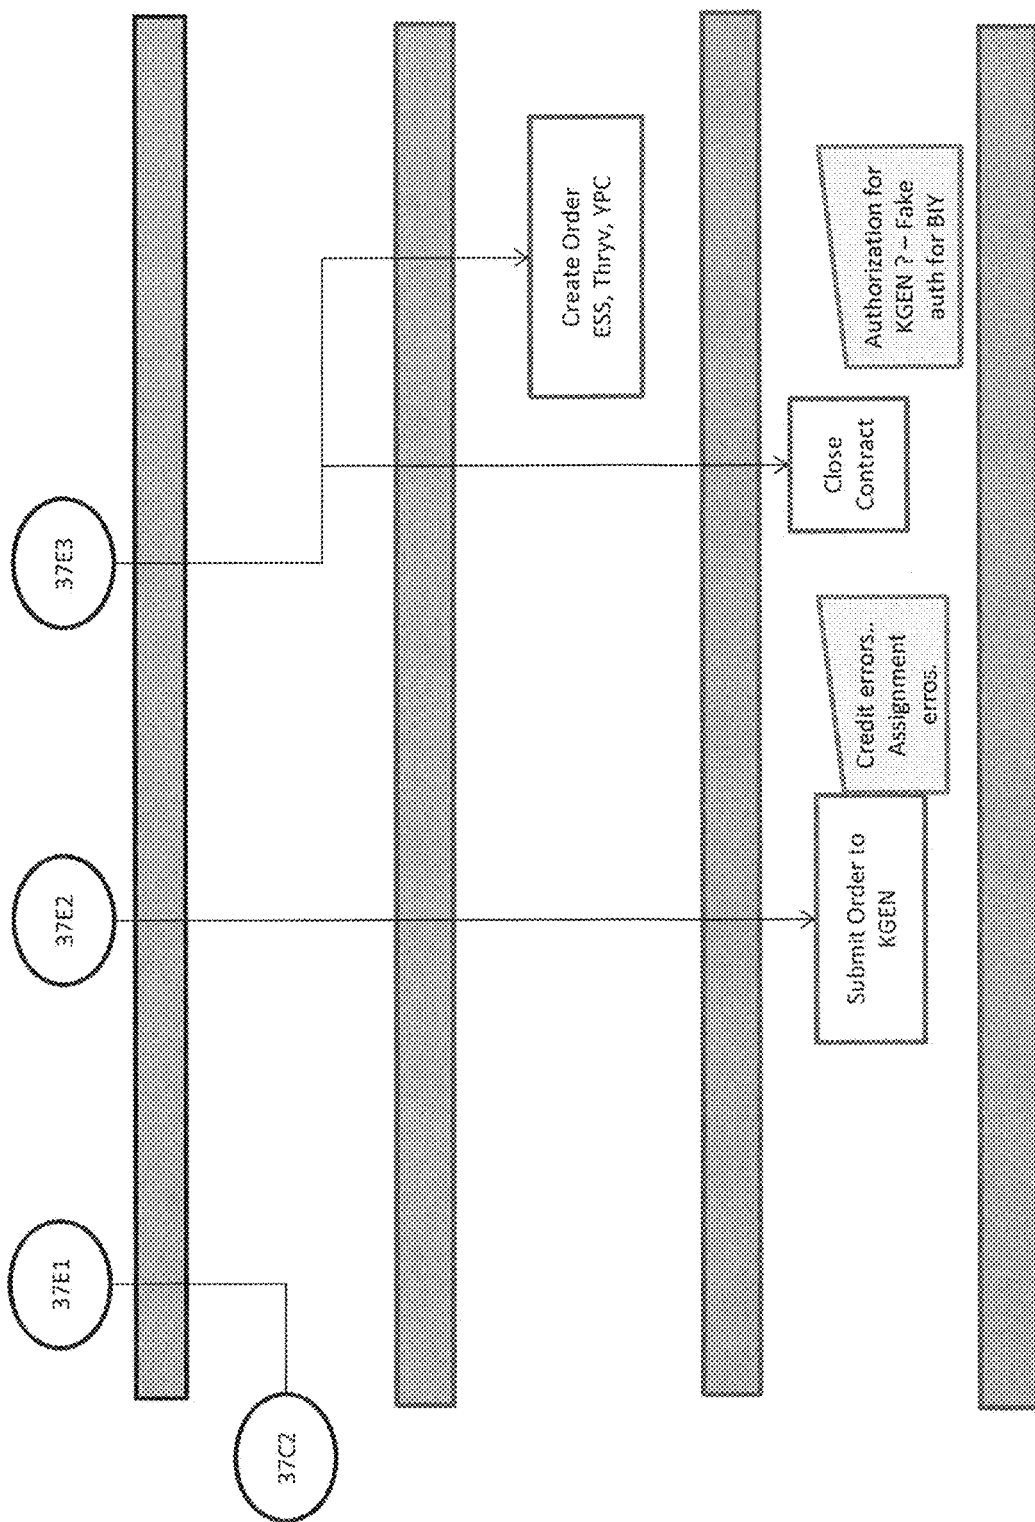 37E1
37E2
37E3
37C2
Create Order
ESS, Thryv, YPC
Submit Order to
KGEN
Credit errors..
Assignment
erros.
Close
Contract
Authorization for
KGEN ? – Fake
auth for BIY